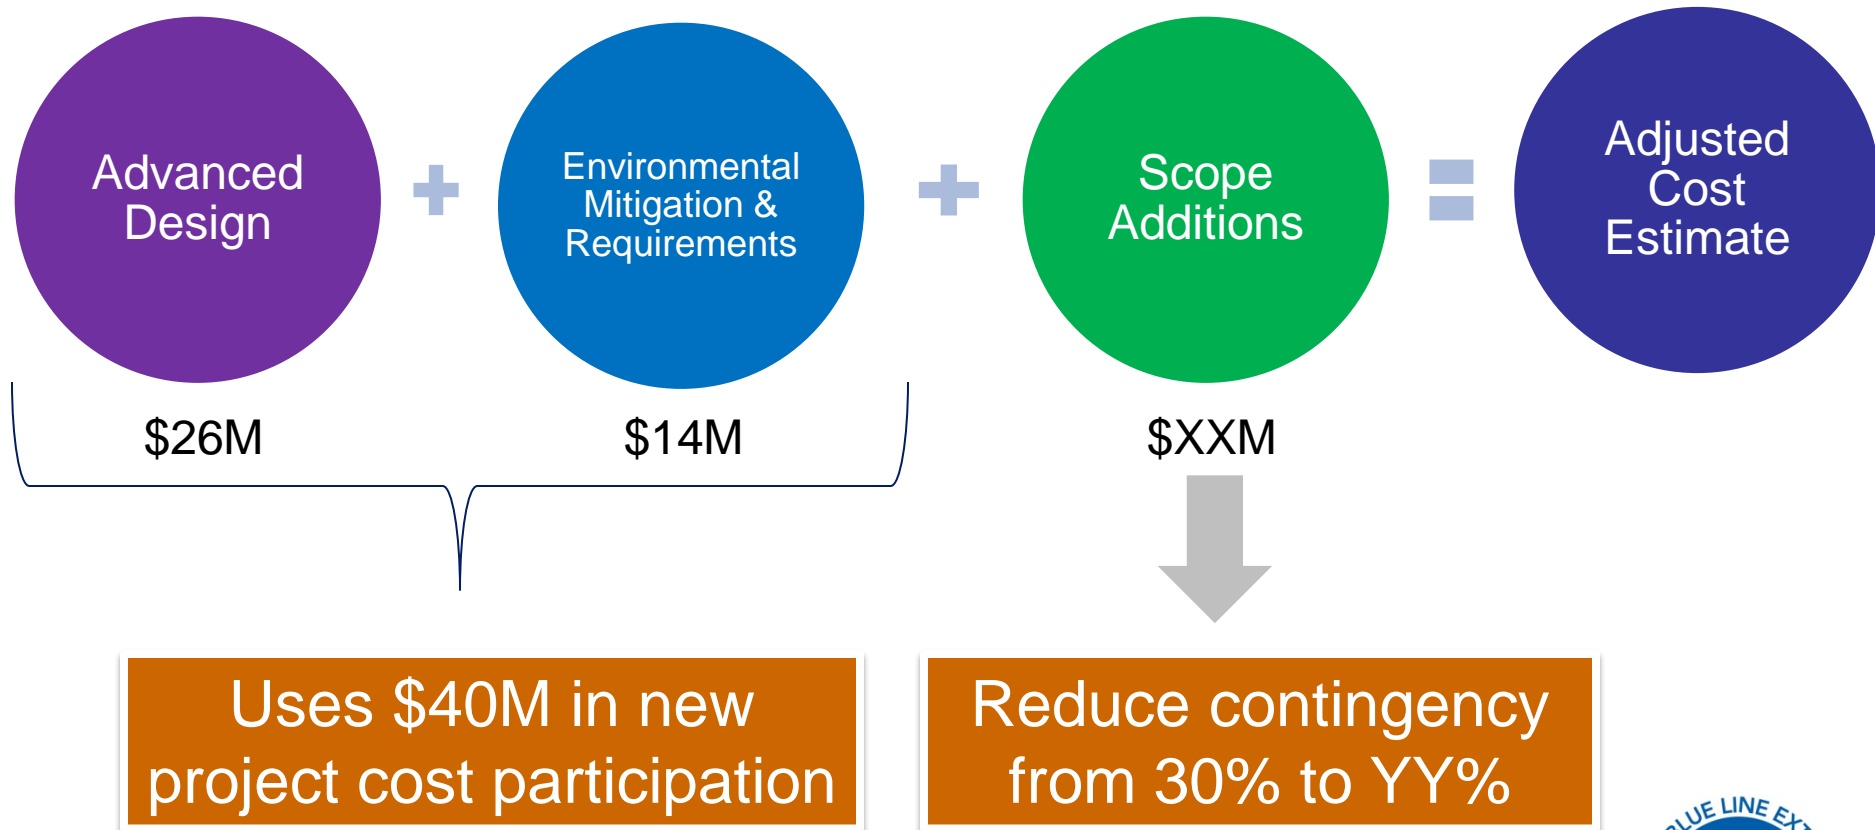 Advanced
Design
Environmental
Mitigation &
Requirements
Scope
Additions
Adjusted
Cost
Estimate
$26M
$14M
$XXM
Uses $40M in new
project cost participation
Reduce contingency
from 30% to YY%
LINE